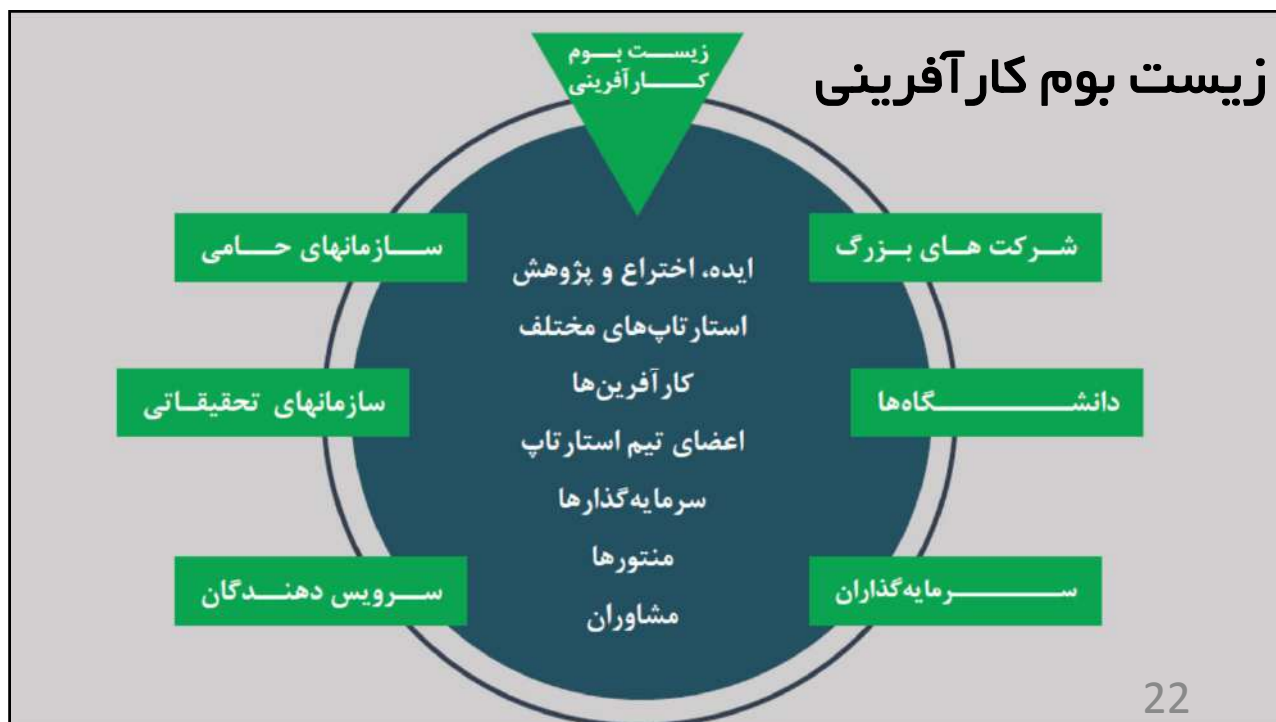 زیست بوم کارآفرینی
زیست بوم
کارآفرینی
شرکت های بزرگ
دانشگاه‌ها
سرمایه‌گذاران
ایده، اختراع و پژوهش
استارتاپ‌های مختلف
کارآفرین‌ها
اعضای تیم استارتاپ
سرمایه‌گذارها
منتورها
مشاوران
سازمانهای حامی
سازمانهای تحقیقاتی
سرویس دهندگان
22